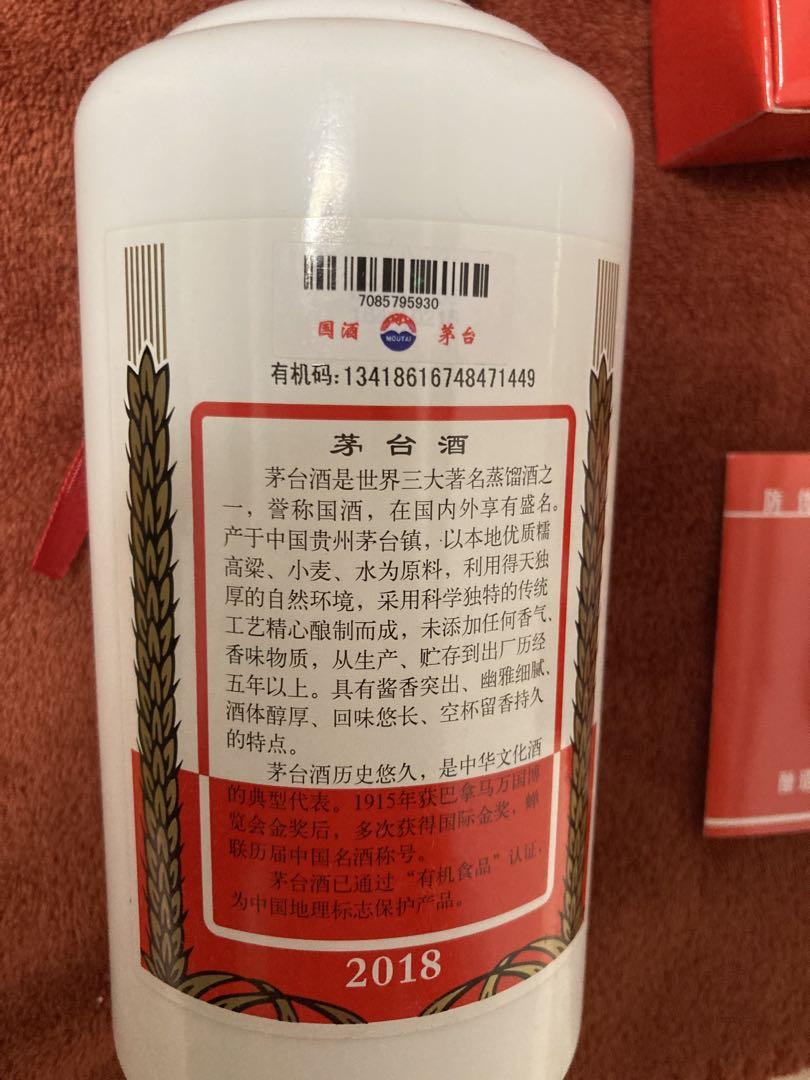 7085795930
国酒 MOUTAI 茅台
有机码:13418616748471449
茅台酒
茅台酒是世界三大著名蒸馏酒之
一，誉称国酒，在国内外享有盛名。
产于中国贵州茅台镇，以本地优质糯
高粱、小麦、水为原料，利用得天独
厚的自然环境，采用科学独特的传统
工艺精心酿制而成，未添加任何香气、
香味物质，从生产、贮存到出厂历经
五年以上。具有酱香突出、幽雅细腻、
酒体醇厚、回味悠长、空杯留香持久
的特点。
茅台酒历史悠久，是中华文化酒
的典型代表。1915年获巴拿马万国博
览会金奖后，多次获得国际金奖，蝉
联历届中国名酒称号。
茅台酒已通过“有机食品”认证，
为中国地理标志保护产品。
2018
防